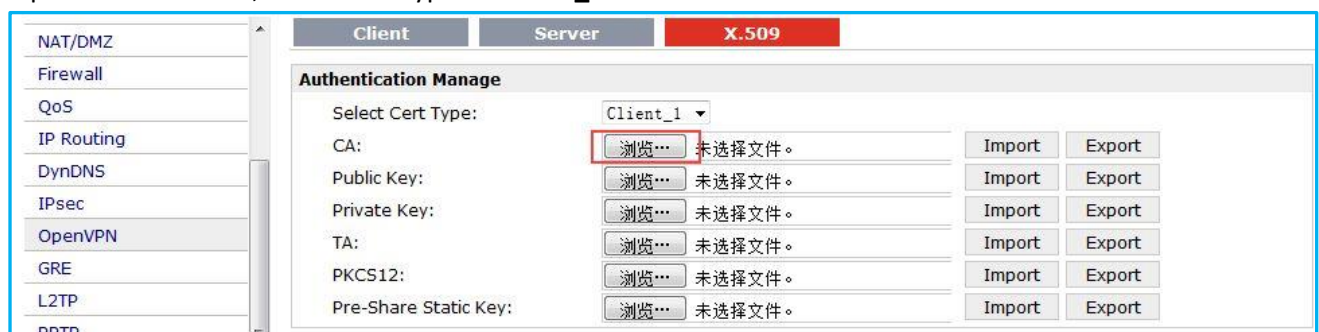 NAT/DMZ
Firewall
QoS
IP Routing
DynDNS
IPsec
OpenVPN
GRE
L2TP
Client Server X.509
Authentication Manage
Select Cert Type: Client_1
CA: 浏览… 未选择文件。 Import Export
Public Key: 浏览… 未选择文件。 Import Export
Private Key: 浏览… 未选择文件。 Import Export
TA: 浏览… 未选择文件。 Import Export
PKCS12: 浏览… 未选择文件。 Import Export
Pre-Share Static Key: 浏览… 未选择文件。 Import Export